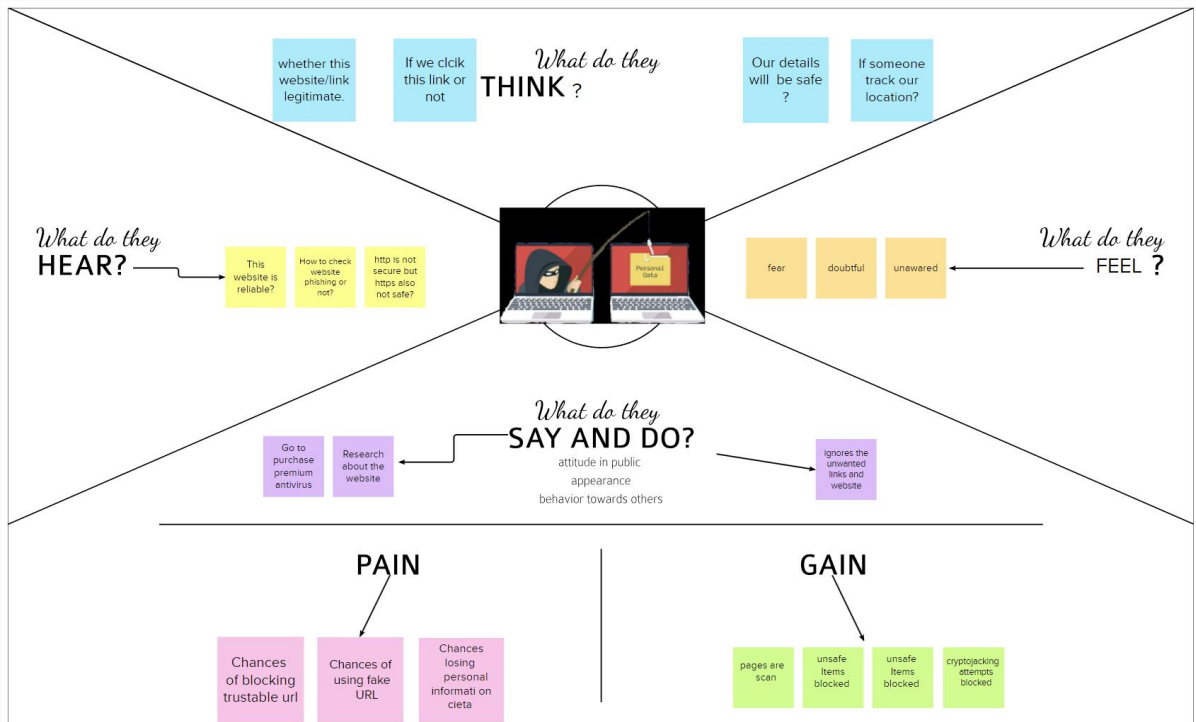 whether this
website/link
legitimate.
If we clcik
this link or
not
What do they
THINK ?
Our details
will be safe
?
If someone
track our
location?
What do they
HEAR?
This
website is
reliable?
How to check
website
phishing or
not?
http is not
secure but
https also
not safe?
Personal
Data
fear
doubtful
unawared
What do they
FEEL ?
What do they
SAY AND DO?
attitude in public
appearance
behavior towards others
Go to
purchase
premium
antivirus
Research
about the
website
ignores the
unwanted
links and
website
PAIN
Chances
of blocking
trustable url
Chances of
using fake
URL
Chances
losing
personal
informati on
cieta
GAIN
pages are
scan
unsafe
Items
blocked
unsafe
Items
blocked
cryptojacking
attempts
blocked